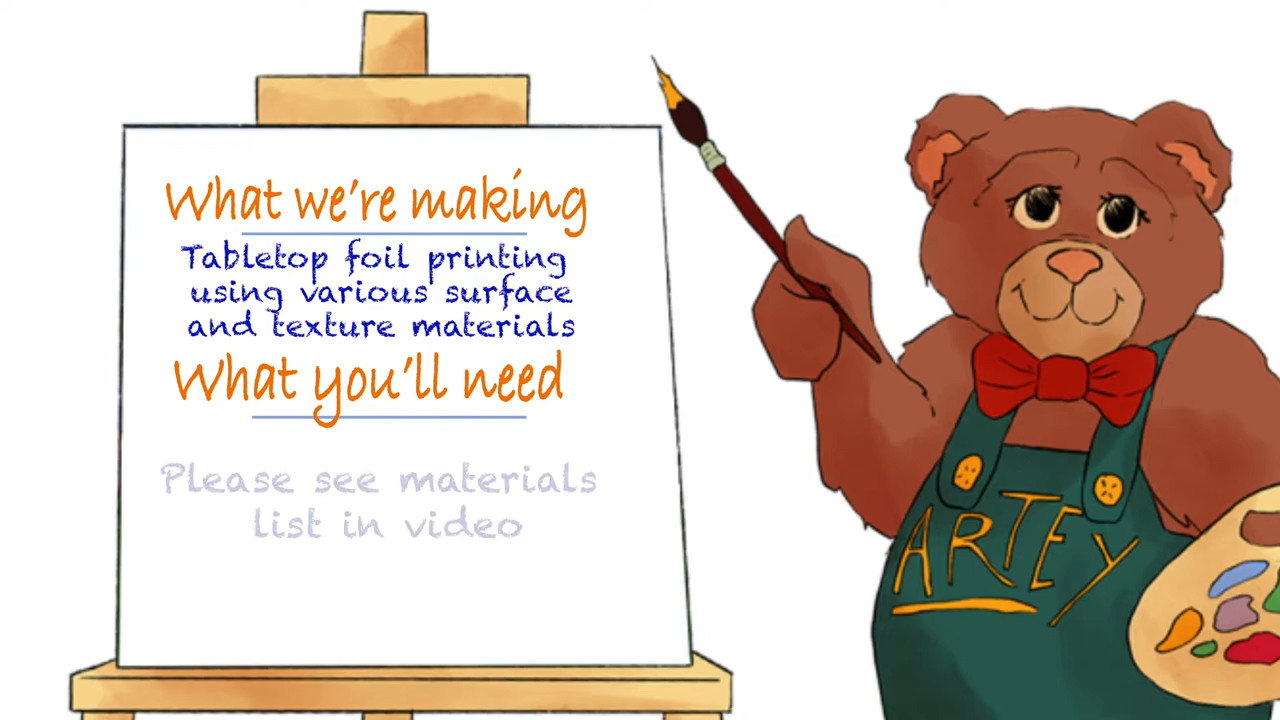 What we're making
Tabletop foil printing
using various surface
and texture materials
What you'll need
Please see materials
list in video
ARTEY